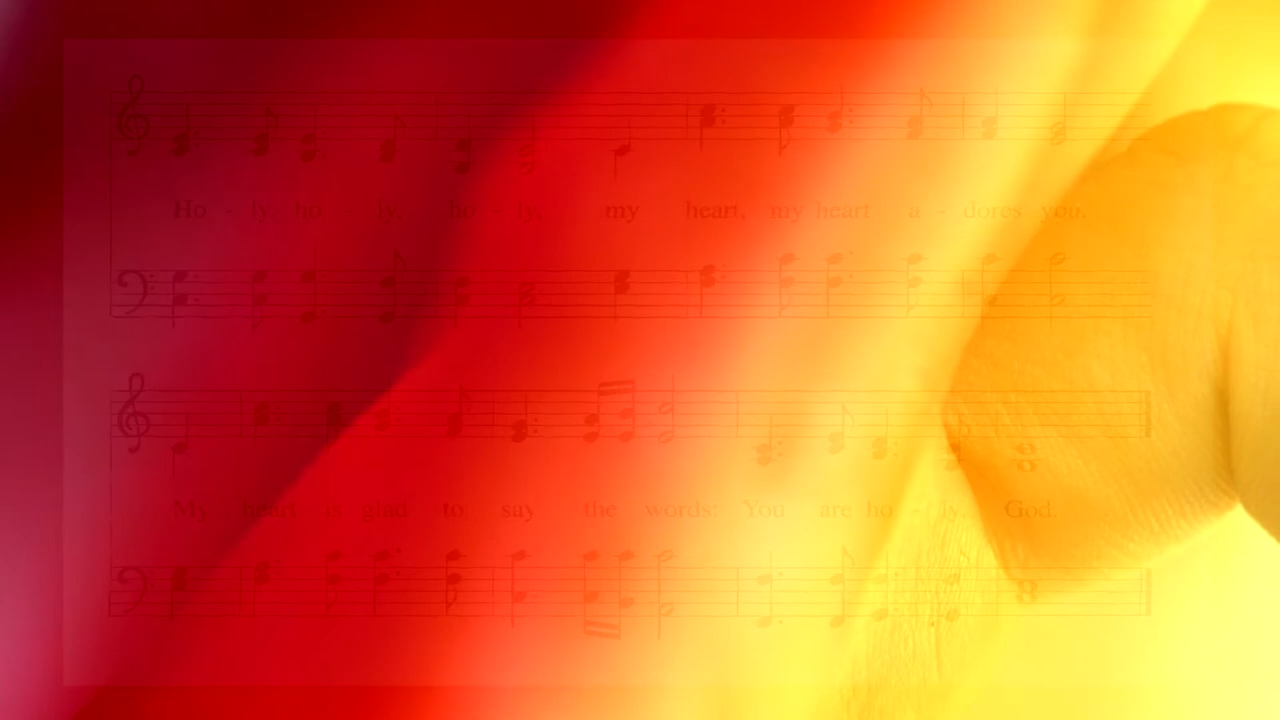 Ho - ly, ho - ly, ho - ly, my heart, my heart a - dores you.
My heart is glad to say the words: You are ho - ly, God.